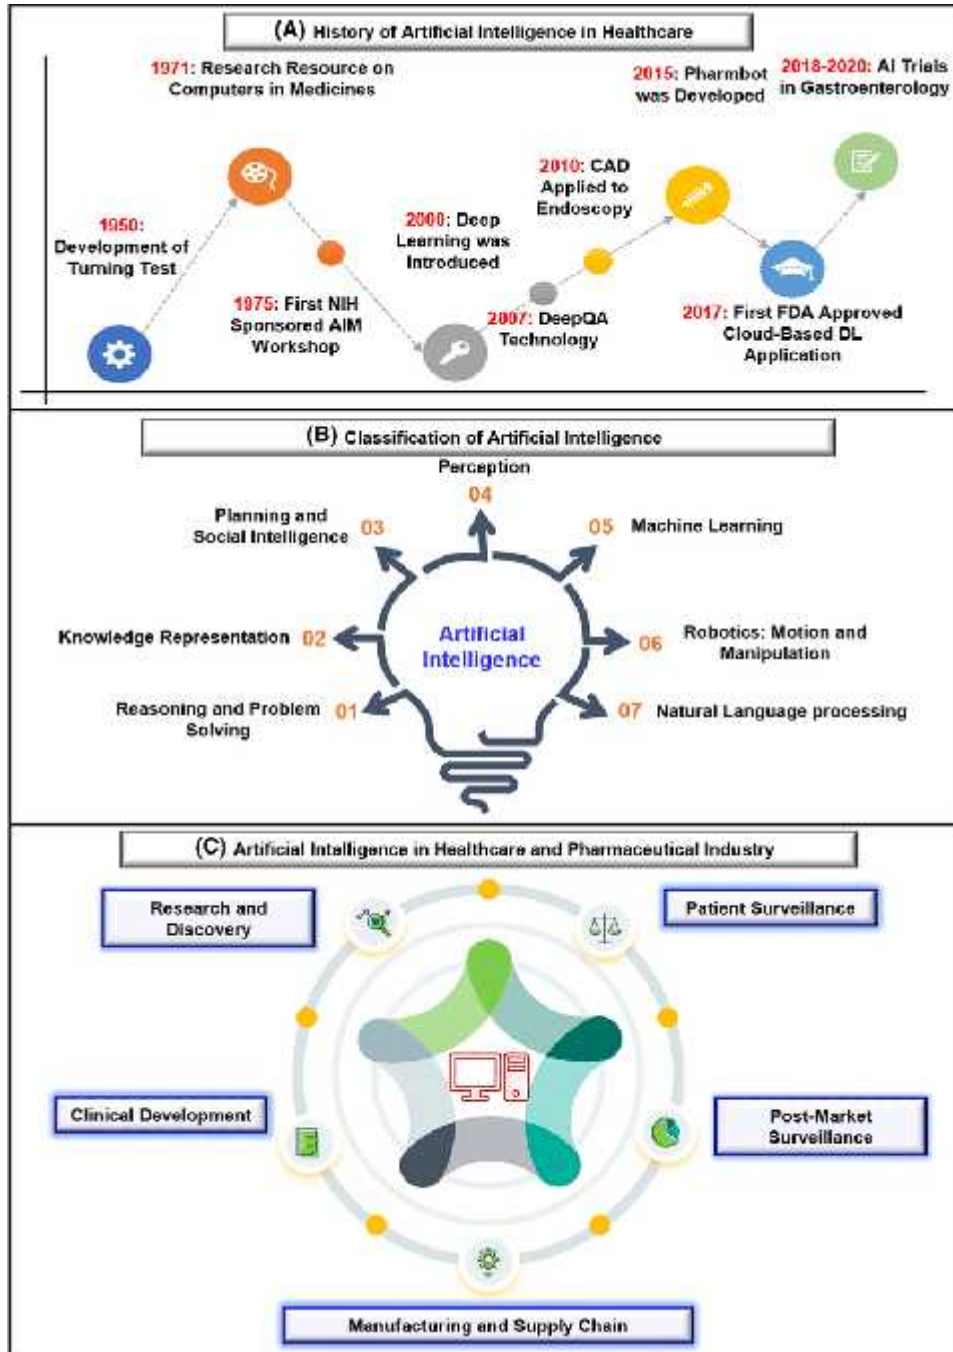 (A) History of Artificial Intelligence in Healthcare
1971: Research Resource on
Computers in Medicines
2015: Pharmbot
was Developed
2018-2020: AI Trials
in Gastroenterology
2010: CAD
Applied to
Endoscopy
1950:
Development of
Turning Test
2000: Deep
Learning was
Introduced
1975: First NIH
Sponsored AIM
Workshop
2007: DeepQA
Technology
2017: First FDA Approved
Cloud-Based DL
Application
(B) Classification of Artificial Intelligence
Perception
04
Planning and
Social Intelligence
03
05
Machine Learning
Knowledge Representation
02
Artificial
Intelligence
06
Robotics: Motion and
Manipulation
Reasoning and Problem
Solving
01
07
Natural Language processing
(C) Artificial Intelligence in Healthcare and Pharmaceutical Industry
Research and
Discovery
Patient Surveillance
Clinical Development
Post-Market
Surveillance
Manufacturing and Supply Chain